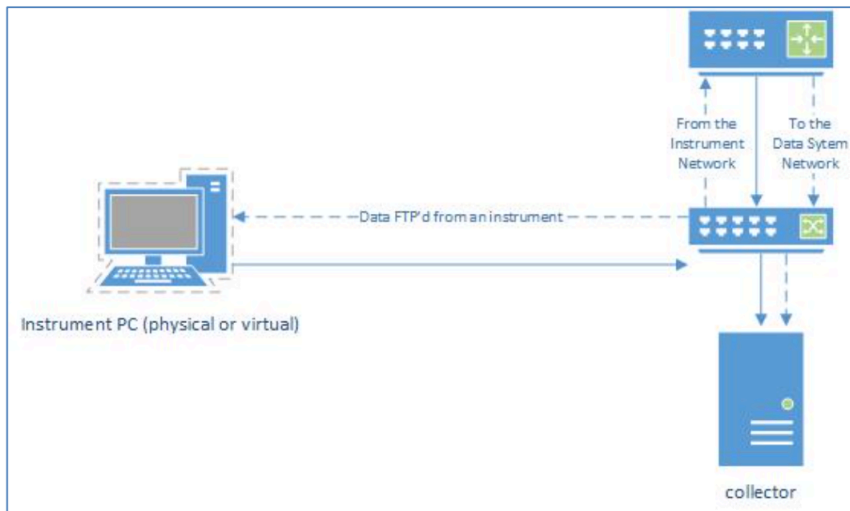 From the
Instrument
Network
To the
Data Sytem
Network
Data FTP'd from an instrument
Instrument PC (physical or virtual)
collector